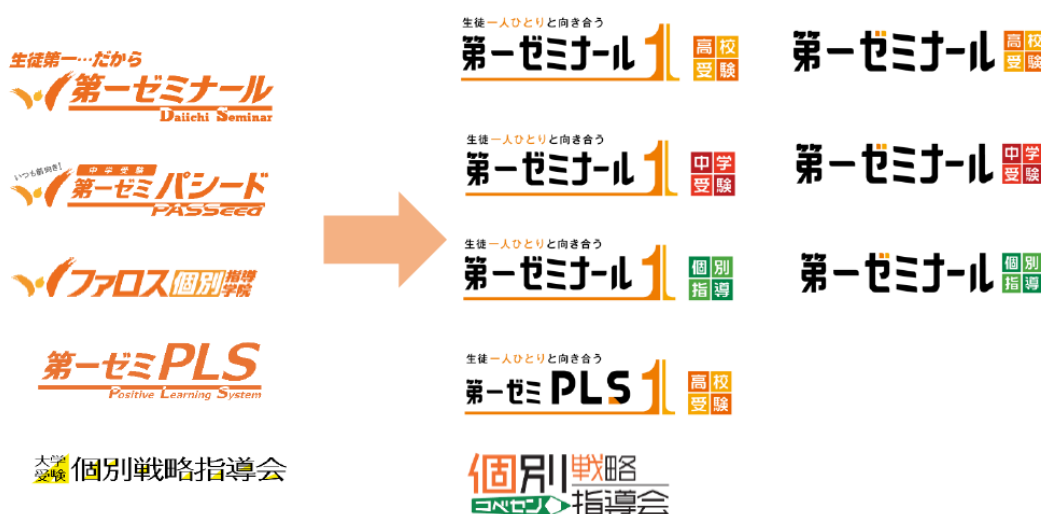 生徒第一…だから
第一ゼミナール
Daiichi Seminar
いつも前向き!
中学受験
第一ゼミパシード
PASSeed
ファロス個別指導学院
第一ゼミPLS
Positive Learning System
大学受験個別戦略指導会
生徒一人ひとりと向き合う
第一ゼミナール1 高校受験
生徒一人ひとりと向き合う
第一ゼミナール1 中学受験
生徒一人ひとりと向き合う
第一ゼミナール1 個別指導
生徒一人ひとりと向き合う
第一ゼミPLS1 高校受験
個別戦略指導会
コベセン
第一ゼミナール 高校受験
第一ゼミナール 中学受験
第一ゼミナール 個別指導